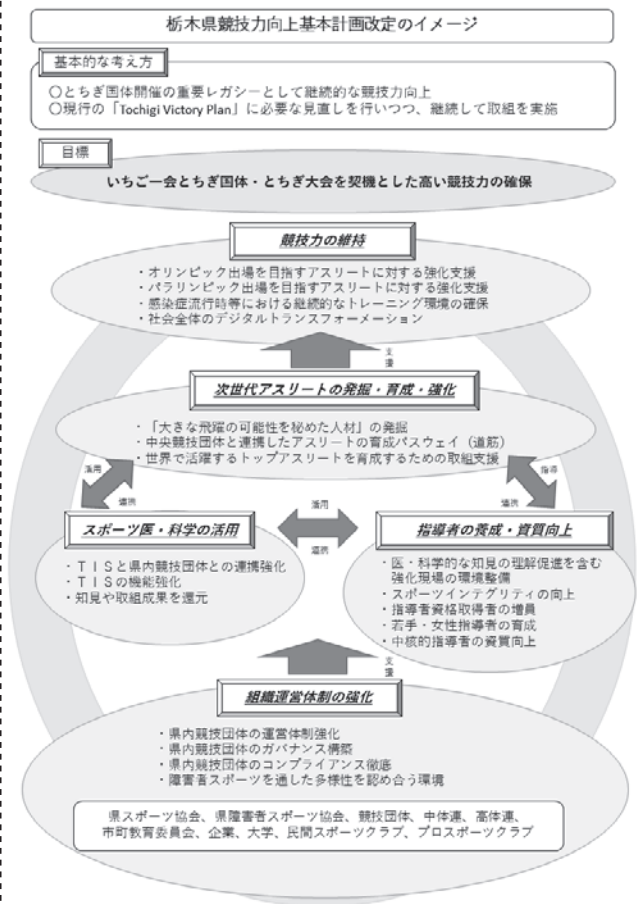 栃木県競技力向上基本計画改定のイメージ
基本的な考え方
〇とちぎ国体開催の重要レガシーとして継続的な競技力向上
〇現行の「Tochigi Victory Plan」に必要な見直しを行いつつ、継続して取組を実施
目標
いちご一会とちぎ国体・とちぎ大会を契機とした高い競技力の確保
競技力の維持
・オリンピック出場を目指すアスリートに対する強化支援
・パラリンピック出場を目指すアスリートに対する強化支援
・感染症流行時等における継続的なトレーニング環境の確保
・社会全体のデジタルトランスフォーメーション
支援
次世代アスリートの発掘・育成・強化
・「大きな飛躍の可能性を秘めた人材」の発掘
・中央競技団体と連携したアスリートの育成パスウェイ（道筋）
・世界で活躍するトップアスリートを育成するための取組支援
活用
連携
指導
連携
スポーツ医・科学の活用
・ＴＩＳと県内競技団体との連携強化
・ＴＩＳの機能強化
・知見や取組成果を還元
活用
連携
指導者の養成・資質向上
・医・科学的な知見の理解促進を含む
強化現場の環境整備
・スポーツインテグリティの向上
・指導者資格取得者の増員
・若手・女性指導者の育成
・中核的指導者の資質向上
支援
組織運営体制の強化
・県内競技団体の運営体制強化
・県内競技団体のガバナンス構築
・県内競技団体のコンプライアンス徹底
・障害者スポーツを通した多様性を認め合う環境
県スポーツ協会、県障害者スポーツ協会、競技団体、中体連、高体連、
市町教育委員会、企業、大学、民間スポーツクラブ、プロスポーツクラブ